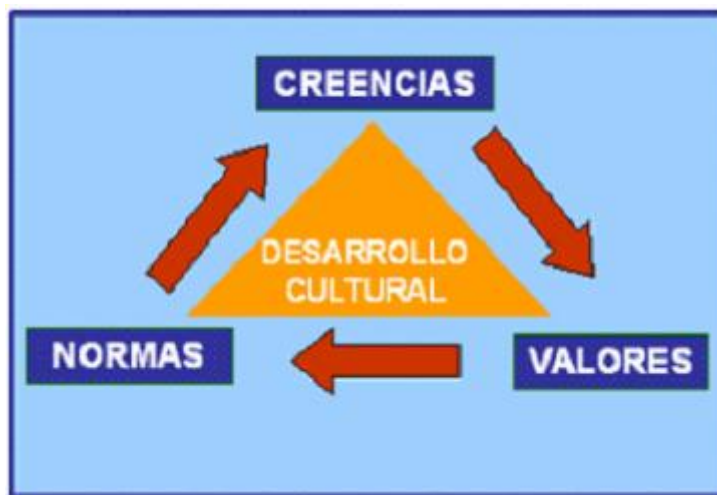 CREENCIAS
DESARROLLO
CULTURAL
NORMAS
VALORES